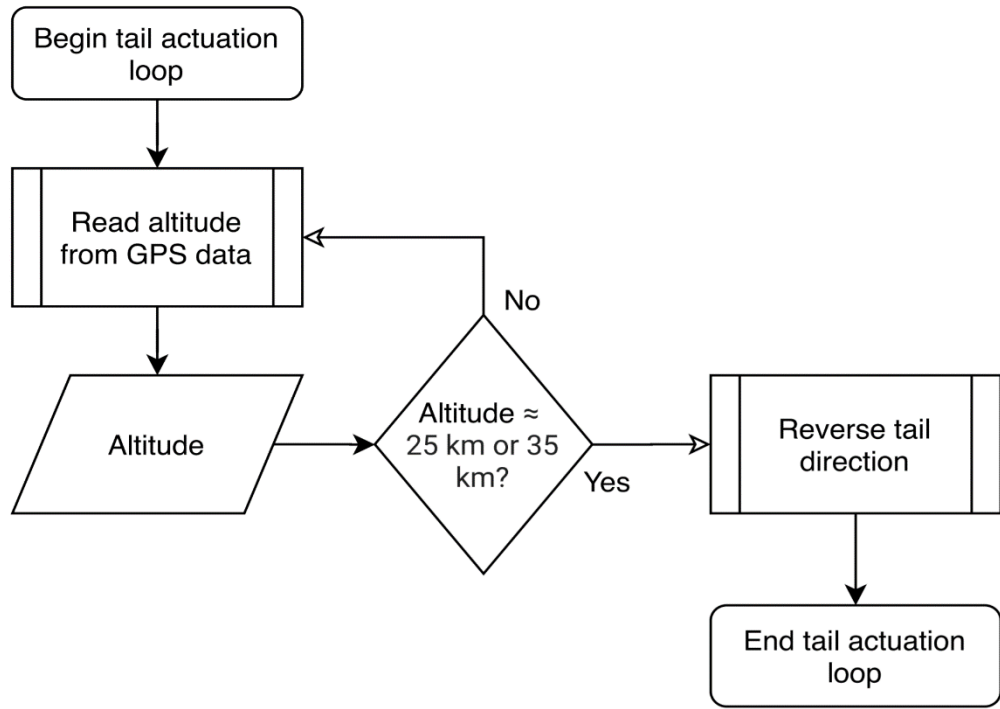 Begin tail actuation
loop
Read altitude
from GPS data
No
Altitude
Altitude ≈
25 km or 35
km?
Yes
Reverse tail
direction
End tail actuation
loop